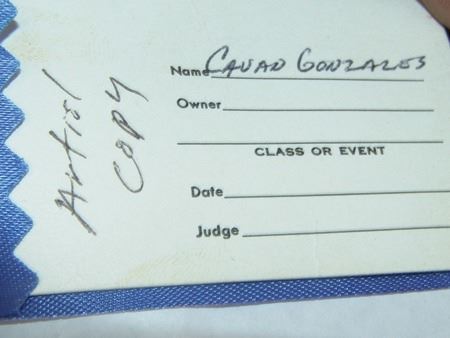 Name CAVAN GONZALES
Owner
CLASS OR EVENT
Date
Judge
Artist
COPY